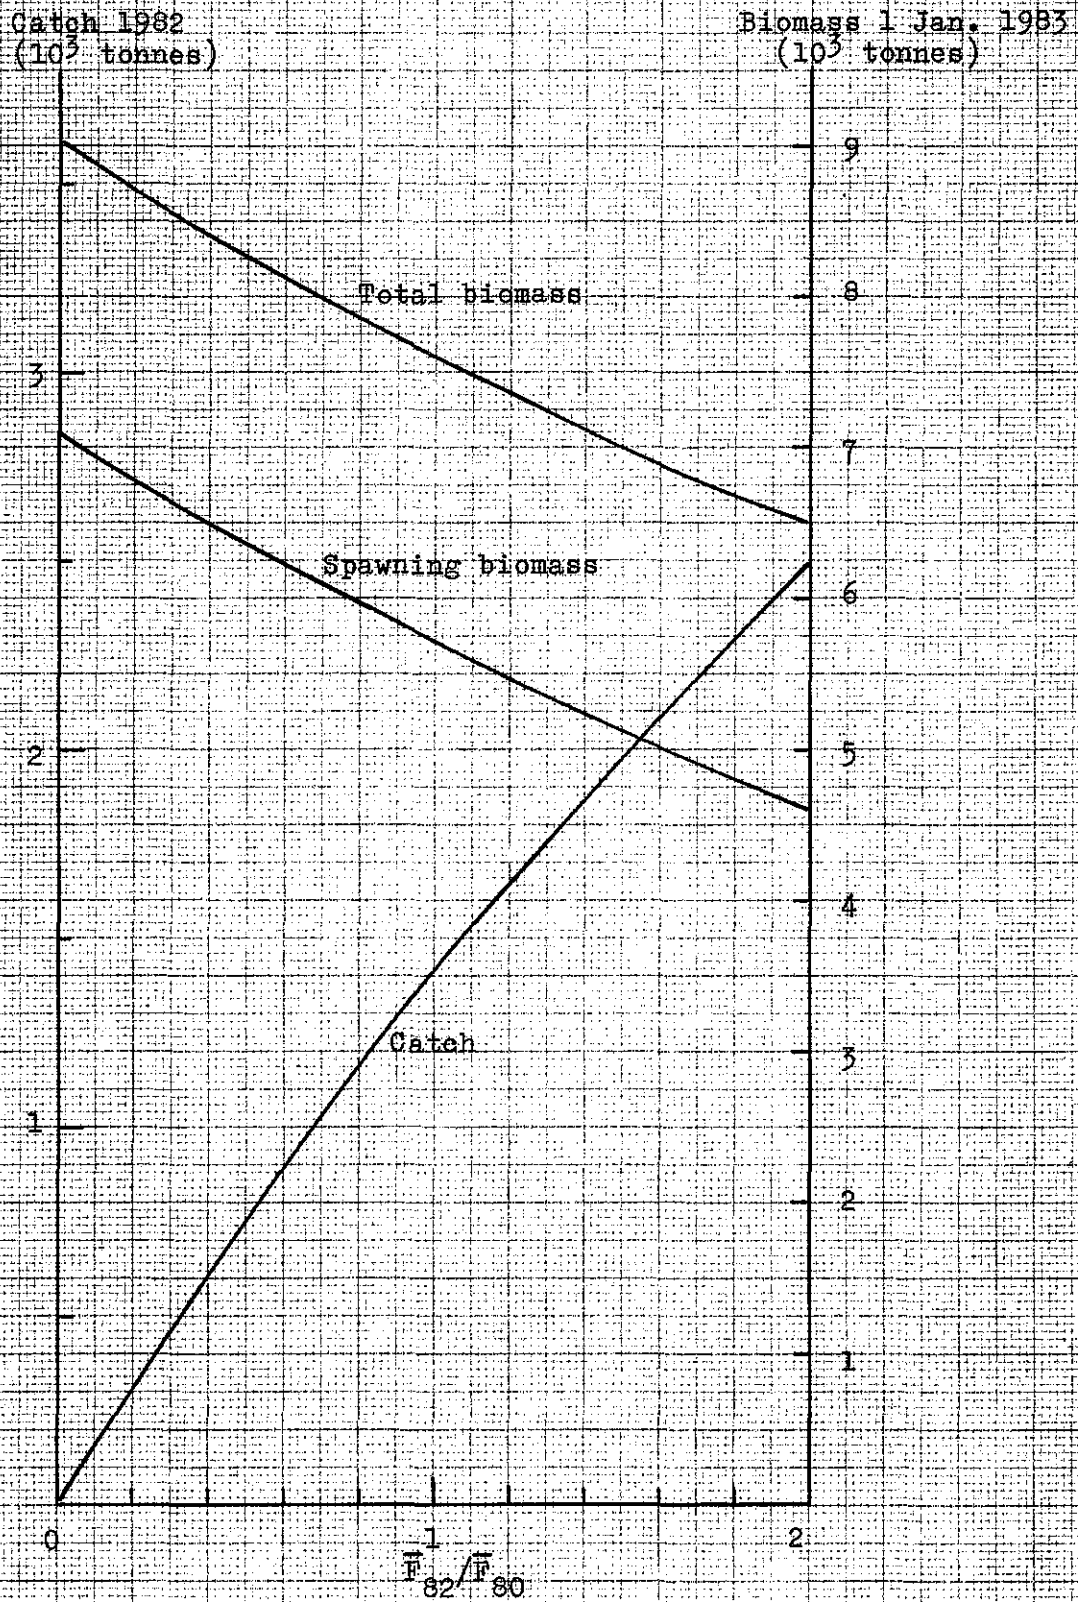 Catch 1982
(10³ tonnes)
Biomass 1 Jan. 1983
(10³ tonnes)
9
Total biomass
8
3
7
Spawning biomass
6
2
5
4
Catch
3
1
2
1
0
1
2
F̅82/F̅80